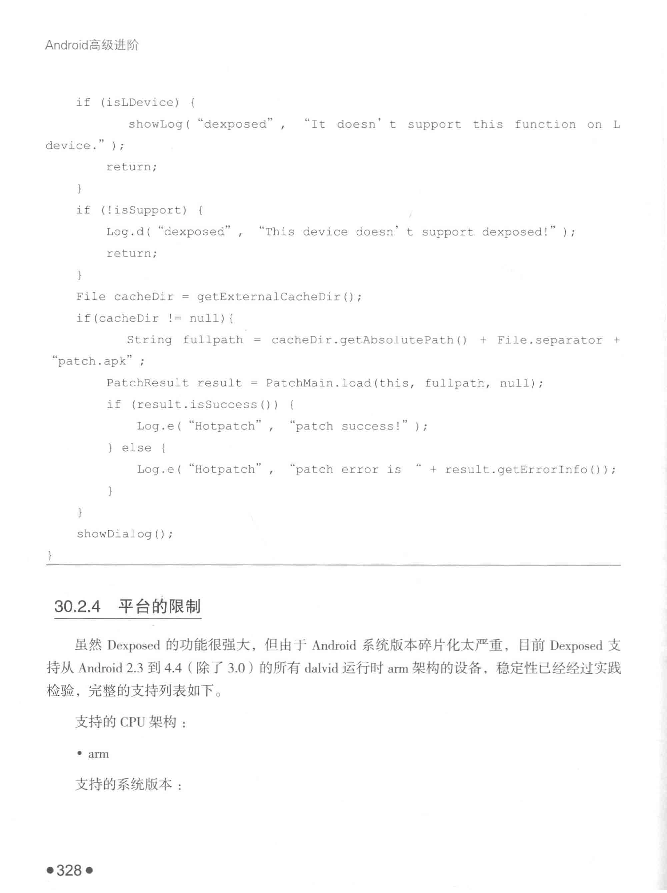 Android高级进阶
if (isLDevice) {
showLog( “dexposed” , “It doesn’ t support this function on L
device.” );
return;
}
if (!isSupport) {
Log.d( “dexposed” , “This device doesn’ t support dexposed!” );
return;
}
File cacheDir = getExternalCacheDir();
if(cacheDir != null){
String fullpath = cacheDir.getAbsolutePath() + File.separator +
“patch.apk” ;
PatchResult result = PatchMain.load(this, fullpath, null);
if (result.isSuccess()) {
Log.e( “Hotpatch” , “patch success!” );
} else {
Log.e( “Hotpatch” , “patch error is “ + result.getErrorInfo());
}
}
showDialog();
}
30.2.4 平台的限制
虽然 Dexposed 的功能很强大，但由于 Android 系统版本碎片化太严重，目前 Dexposed 支
持从 Android 2.3 到 4.4（除了 3.0）的所有 dalvid 运行时 arm 架构的设备，稳定性已经经过实践
检验，完整的支持列表如下。
支持的 CPU 架构：
• arm
支持的系统版本：
●328●